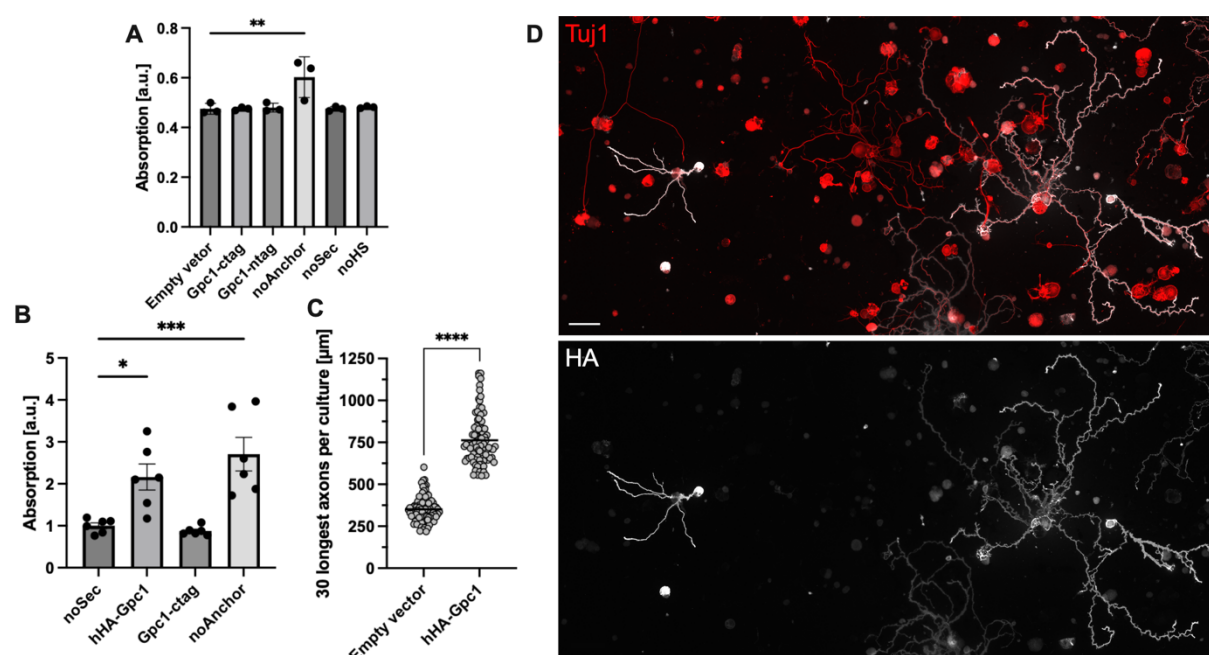 A
**
0.8
0.6
0.4
0.2
0.0
Absorption [a.u.]
Empty vetor
Gpc1-ctag
Gpc1-ntag
noAnchor
noSec
noHS
B
***
*
5
4
3
2
1
0
Absorption [a.u.]
noSec
hHA-Gpc1
Gpc1-ctag
noAnchor
C
****
1250
1000
750
500
250
0
30 longest axons per culture [µm]
Empty vector
hHA-Gpc1
D
Tuj1
HA